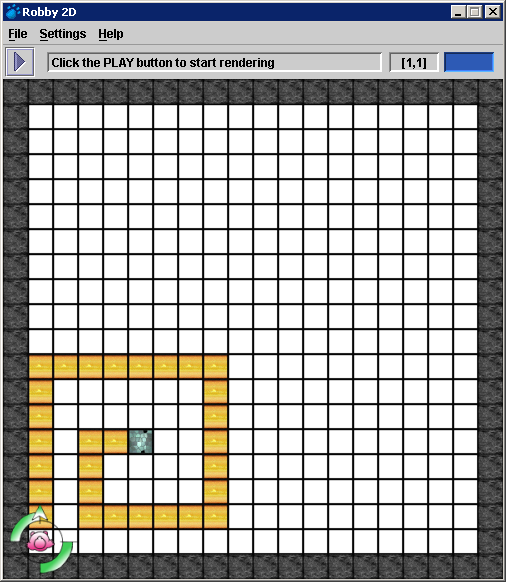 Robby 2D
File Settings Help
Click the PLAY button to start rendering [1,1]